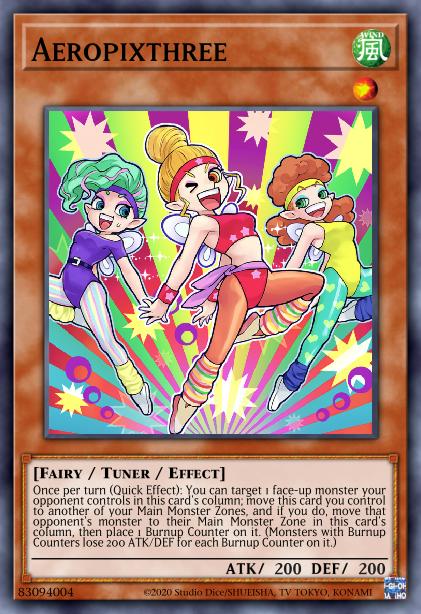 AEROPIXTHREE
WIND
風
[FAIRY / TUNER / EFFECT]
Once per turn (Quick Effect): You can target 1 face-up monster your
opponent controls in this card's column; move this card you control
to another of your Main Monster Zones, and if you do, move that
opponent's monster to their Main Monster Zone in this card's
column, then place 1 Burnup Counter on it. (Monsters with
Burnup Counters lose 200 ATK/DEF for each Burnup Counter on it.)
ATK/ 200 DEF/ 200
83094004 ©2020 Studio Dice/SHUEISHA, TV TOKYO, KONAMI